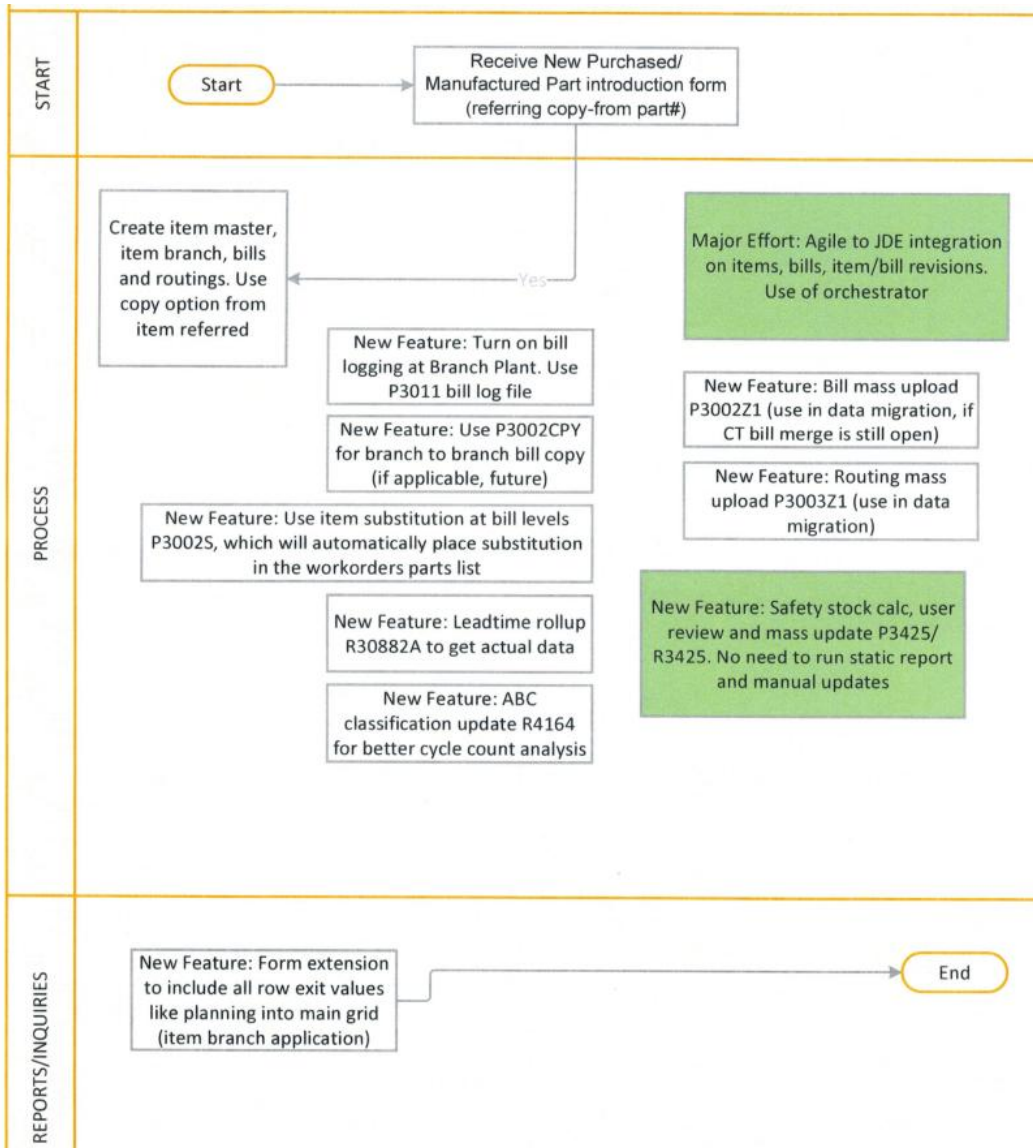 START
Start
Receive New Purchased/
Manufactured Part introduction form
(referring copy-from part#)
PROCESS
Create item master,
item branch, bills
and routings. Use
copy option from
item referred
Yes
Major Effort: Agile to JDE integration
on items, bills, item/bill revisions.
Use of orchestrator
New Feature: Turn on bill
logging at Branch Plant. Use
P3011 bill log file
New Feature: Bill mass upload
P3002Z1 (use in data migration, if
CT bill merge is still open)
New Feature: Use P3002CPY
for branch to branch bill copy
(if applicable, future)
New Feature: Routing mass
upload P3003Z1 (use in data
migration)
New Feature: Use item substitution at bill levels
P3002S, which will automatically place substitution
in the workorders parts list
New Feature: Safety stock calc, user
review and mass update P3425/
R3425. No need to run static report
and manual updates
New Feature: Leadtime rollup
R30882A to get actual data
New Feature: ABC
classification update R4164
for better cycle count analysis
REPORTS/INQUIRIES
New Feature: Form extension
to include all row exit values
like planning into main grid
(item branch application)
End